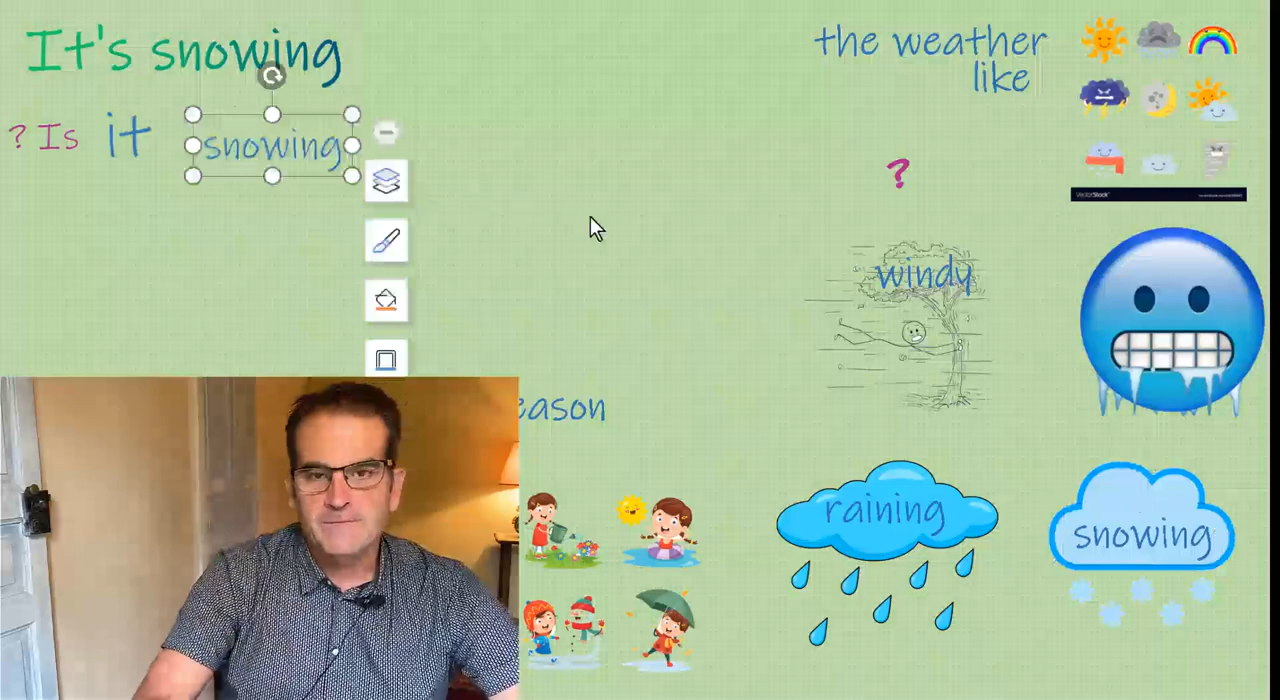 It's snowing
? Is it snowing
the weather
like
?
windy
eason
raining
snowing
VectorStock